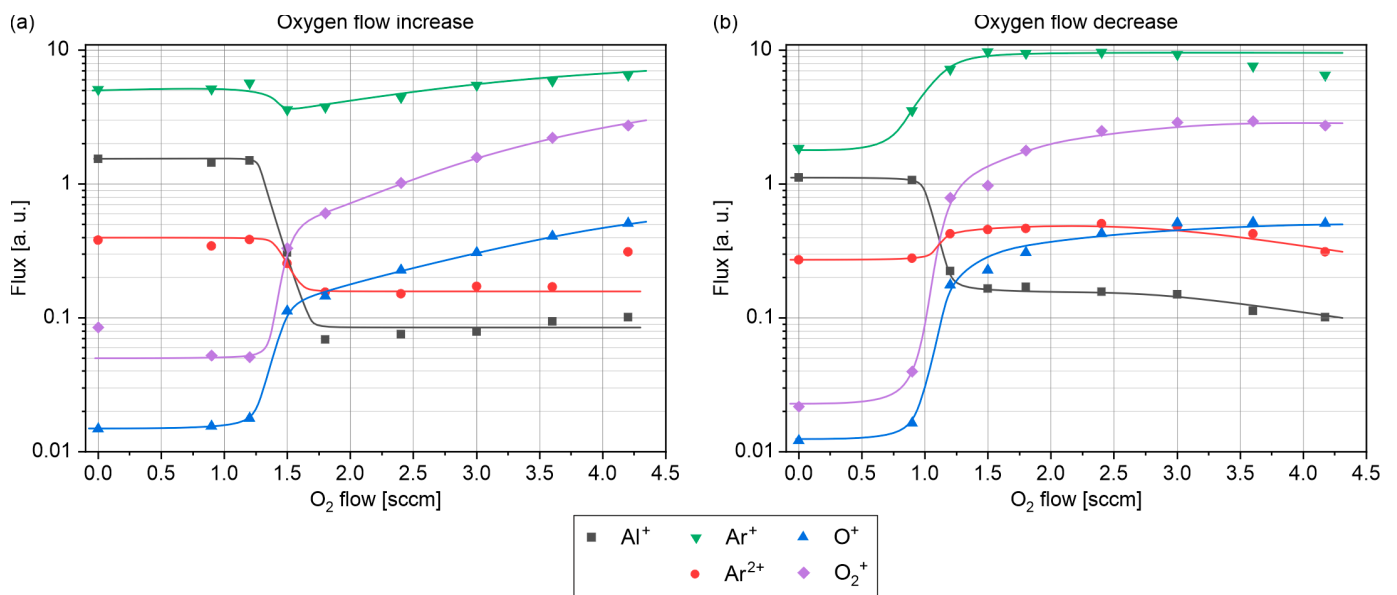 (a)
Oxygen flow increase
10
1
0.1
0.01
Flux [a. u.]
0.0 0.5 1.0 1.5 2.0 2.5 3.0 3.5 4.0 4.5
O₂ flow [sccm]
(b)
Oxygen flow decrease
10
1
0.1
0.01
Flux [a. u.]
0.0 0.5 1.0 1.5 2.0 2.5 3.0 3.5 4.0 4.5
O₂ flow [sccm]
Al⁺ Ar⁺ O⁺
Ar²⁺ O₂⁺